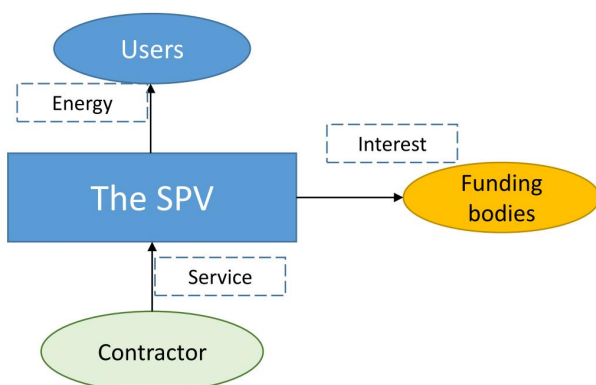 Users
Energy
Interest
The SPV
Funding
bodies
Service
Contractor